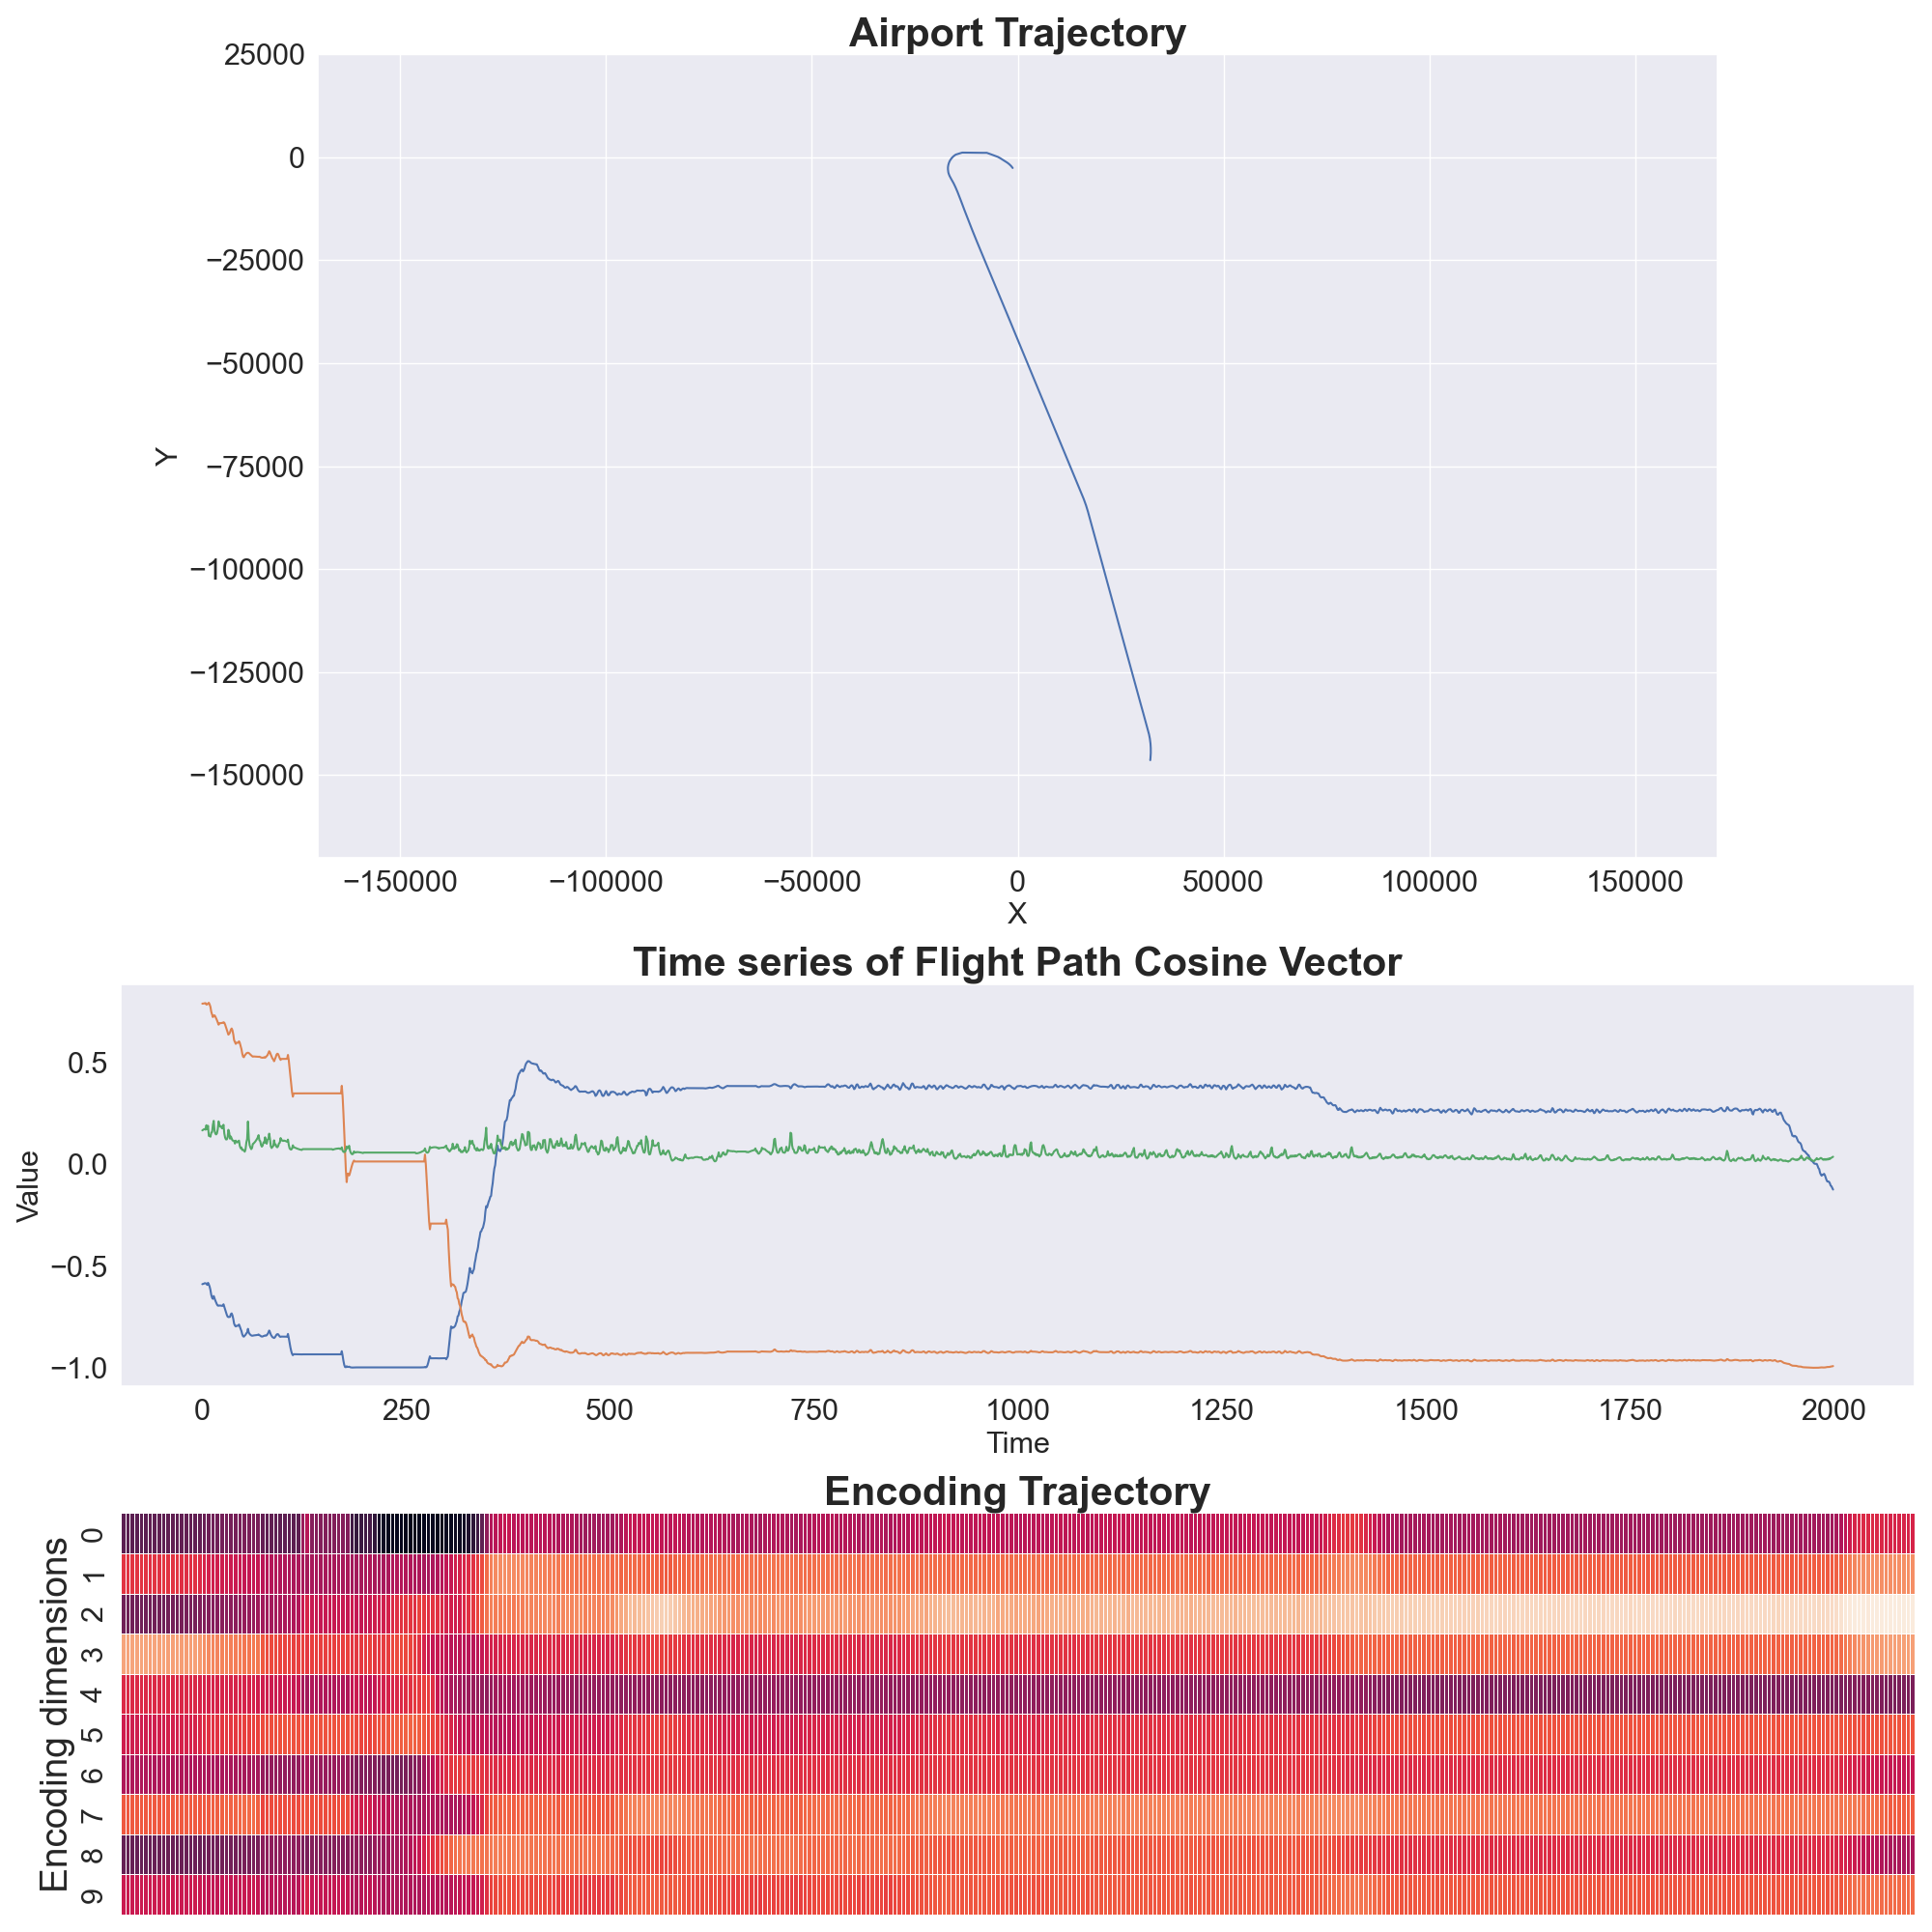 Airport Trajectory
25000
0
−25000
−50000
−75000
−100000
−125000
−150000
Y
−150000 −100000 −50000 0 50000 100000 150000
X
Time series of Flight Path Cosine Vector
0.5
0.0
−0.5
−1.0
Value
0 250 500 750 1000 1250 1500 1750 2000
Time
Encoding Trajectory
0
1
2
3
4
5
6
7
8
9
Encoding dimensions